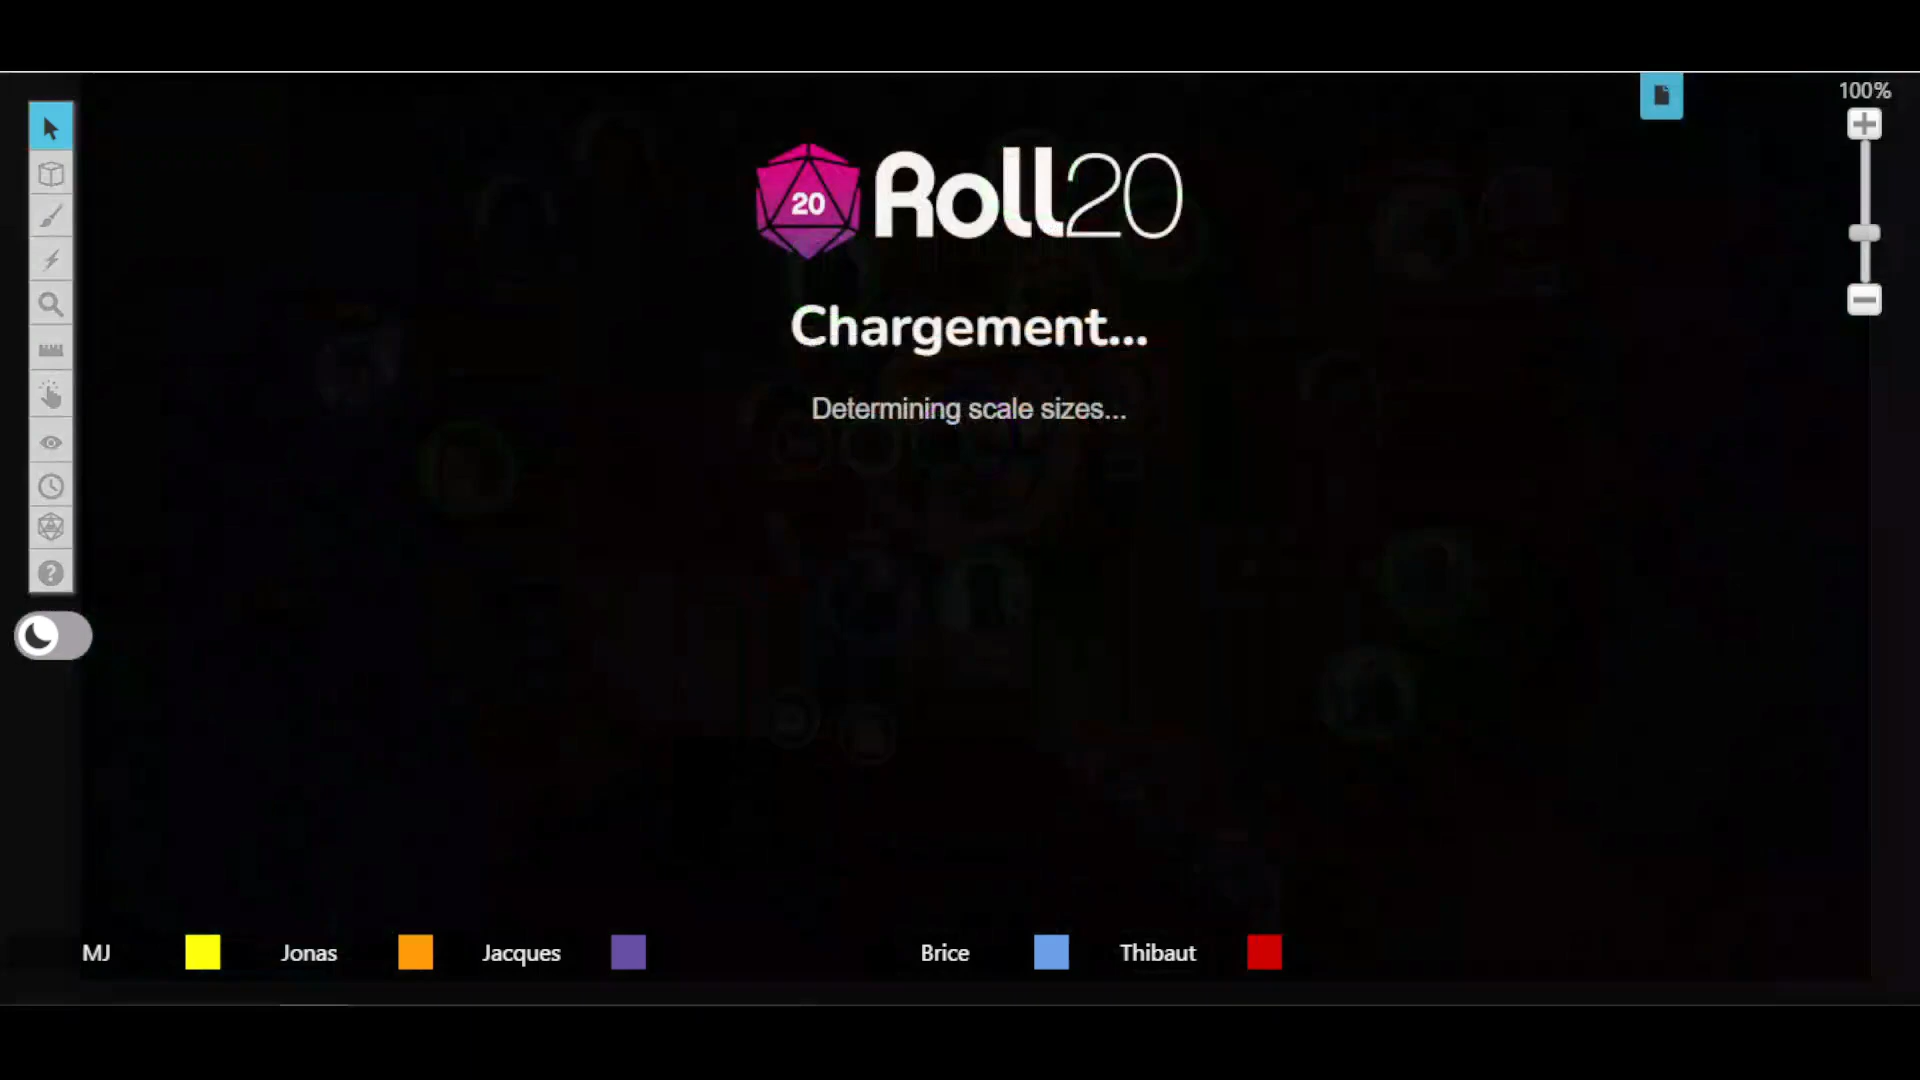 100%
20
Roll20
Chargement...
Determining scale sizes...
?
MJ
Jonas
Jacques
Brice
Thibaut